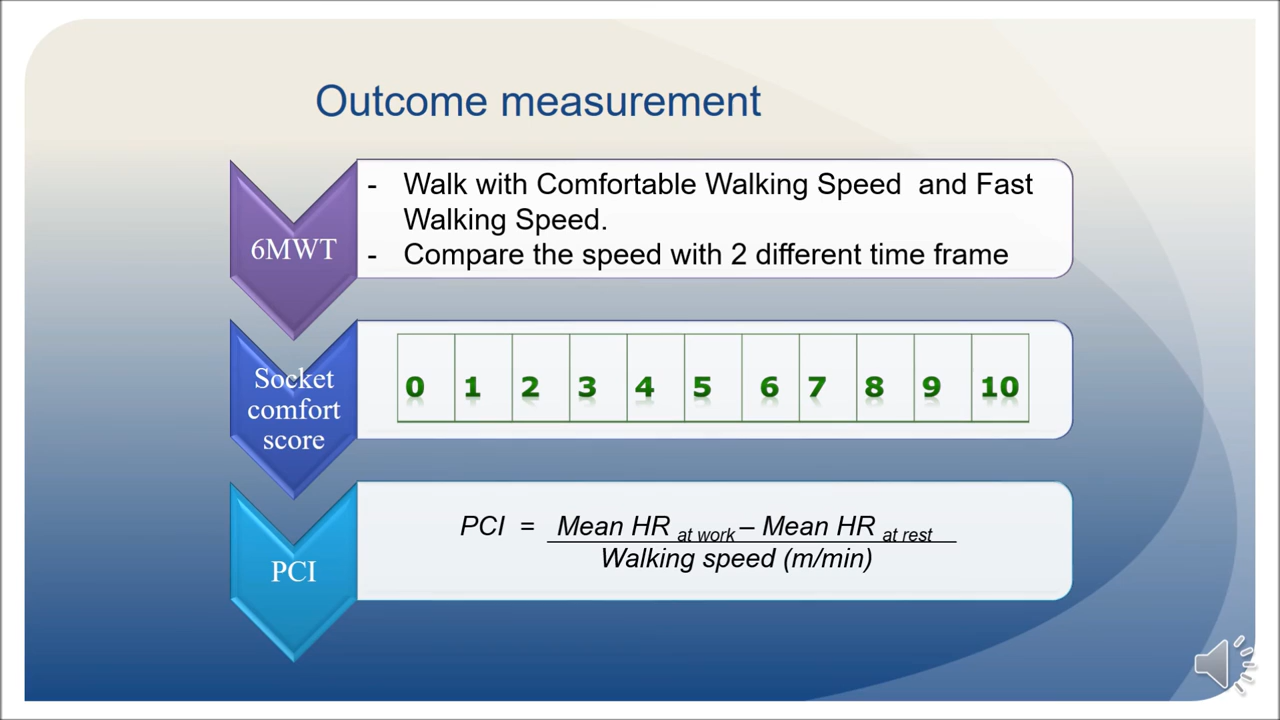 Outcome measurement
6MWT
- Walk with Comfortable Walking Speed and Fast
Walking Speed.
- Compare the speed with 2 different time frame
Socket
comfort
score
0 1 2 3 4 5 6 7 8 9 10
PCI
PCI = Mean HR at work – Mean HR at rest
Walking speed (m/min)